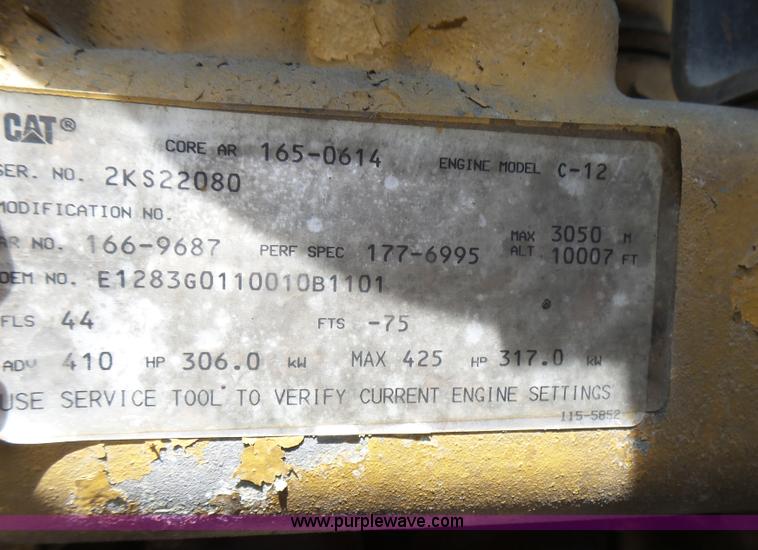 CAT®
CORE AR 165-0614 ENGINE MODEL C-12
SER. NO. 2KS22080
MODIFICATION NO.
AR NO. 166-9687 PERF SPEC 177-6995 MAX ALT 3050 M 10007 FT
OEM NO. E1283G0110010B1101
FLS 44 FTS -75
ADV 410 HP 306.0 kW MAX 425 HP 317.0 kW
USE SERVICE TOOL TO VERIFY CURRENT ENGINE SETTINGS
115-5852
www.purplewave.com